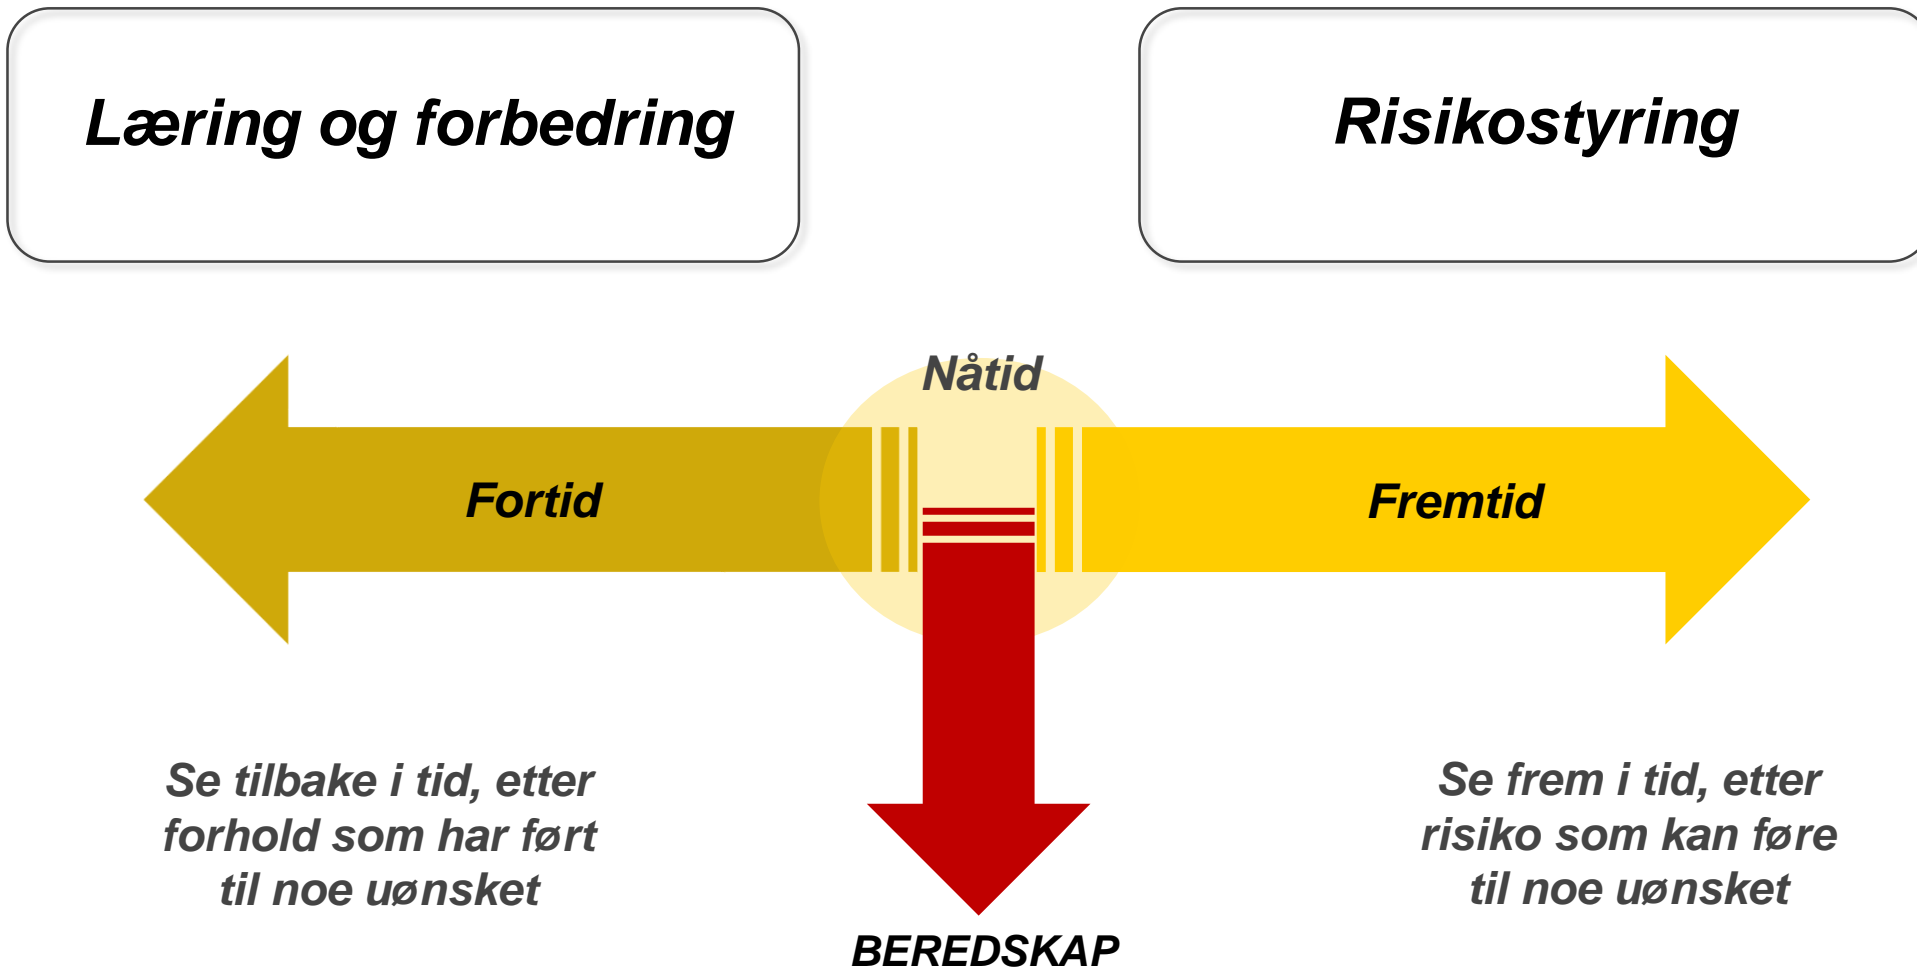 Læring og forbedring
Risikostyring
Nåtid
Fortid
Fremtid
Se tilbake i tid, etter
forhold som har ført
til noe uønsket
Se frem i tid, etter
risiko som kan føre
til noe uønsket
BEREDSKAP